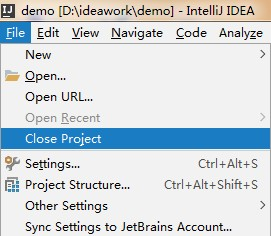 demo [D:\ideawork\demo] - IntelliJ IDEA
File Edit View Navigate Code Analyze
New
Open...
Open URL...
Open Recent
Close Project
Settings... Ctrl+Alt+S
Project Structure... Ctrl+Alt+Shift+S
Other Settings
Sync Settings to JetBrains Account...